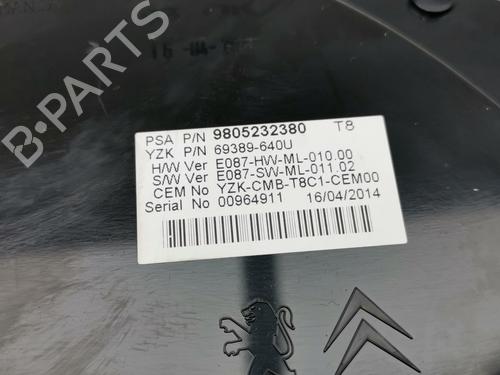 PSA P/N 9805232380 T8
YZK P/N 69389-640U
H/W Ver E087-HW-ML-010.00
S/W Ver E087-SW-ML-011.02
CEM No YZK-CMB-T8C1-CEM00
Serial No 00964911 16/04/2014
B-PARTS